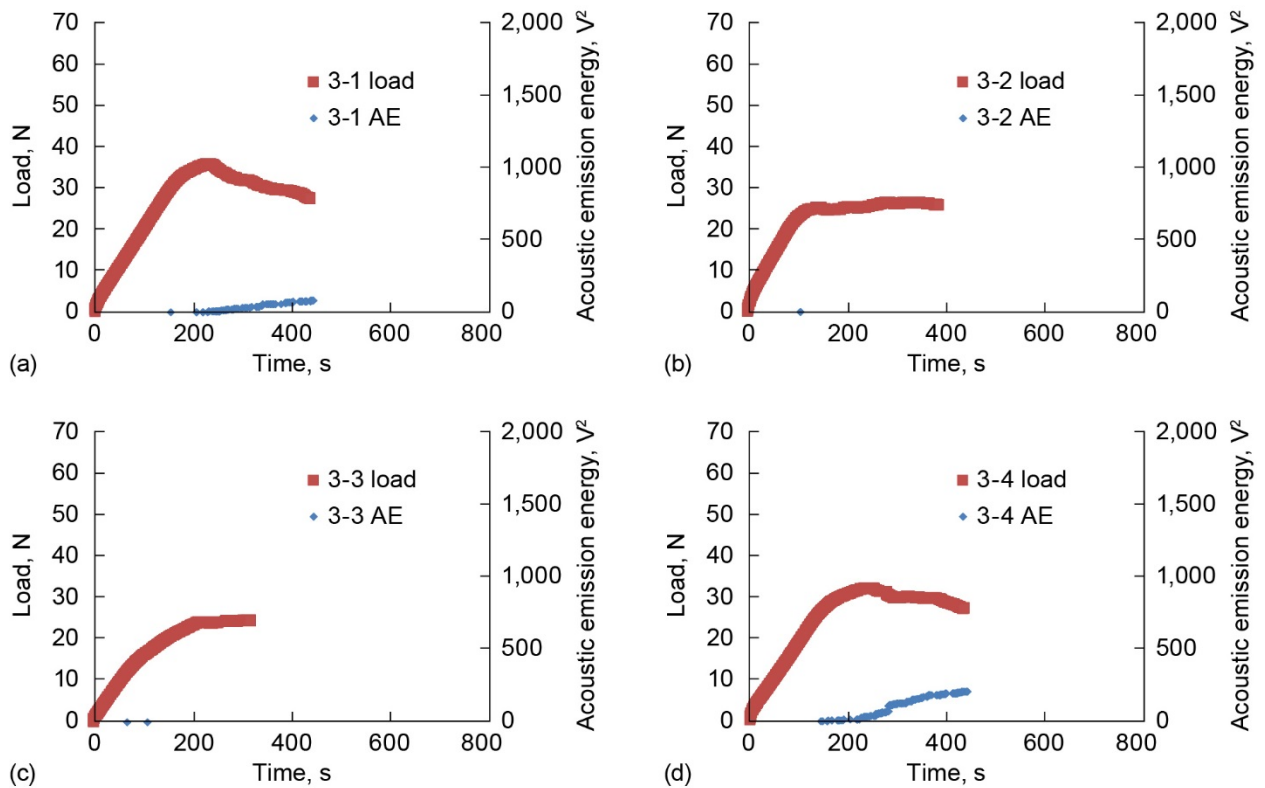 70
60
50
40
30
20
10
0
Load, N
2,000
1,500
1,000
500
0
Acoustic emission energy, V²
3-1 load
3-1 AE
0 200 400 600 800
Time, s
(a)
70
60
50
40
30
20
10
0
Load, N
2,000
1,500
1,000
500
0
Acoustic emission energy, V²
3-2 load
3-2 AE
0 200 400 600 800
Time, s
(b)
70
60
50
40
30
20
10
0
Load, N
2,000
1,500
1,000
500
0
Acoustic emission energy, V²
3-3 load
3-3 AE
0 200 400 600 800
Time, s
(c)
70
60
50
40
30
20
10
0
Load, N
2,000
1,500
1,000
500
0
Acoustic emission energy, V²
3-4 load
3-4 AE
0 200 400 600 800
Time, s
(d)